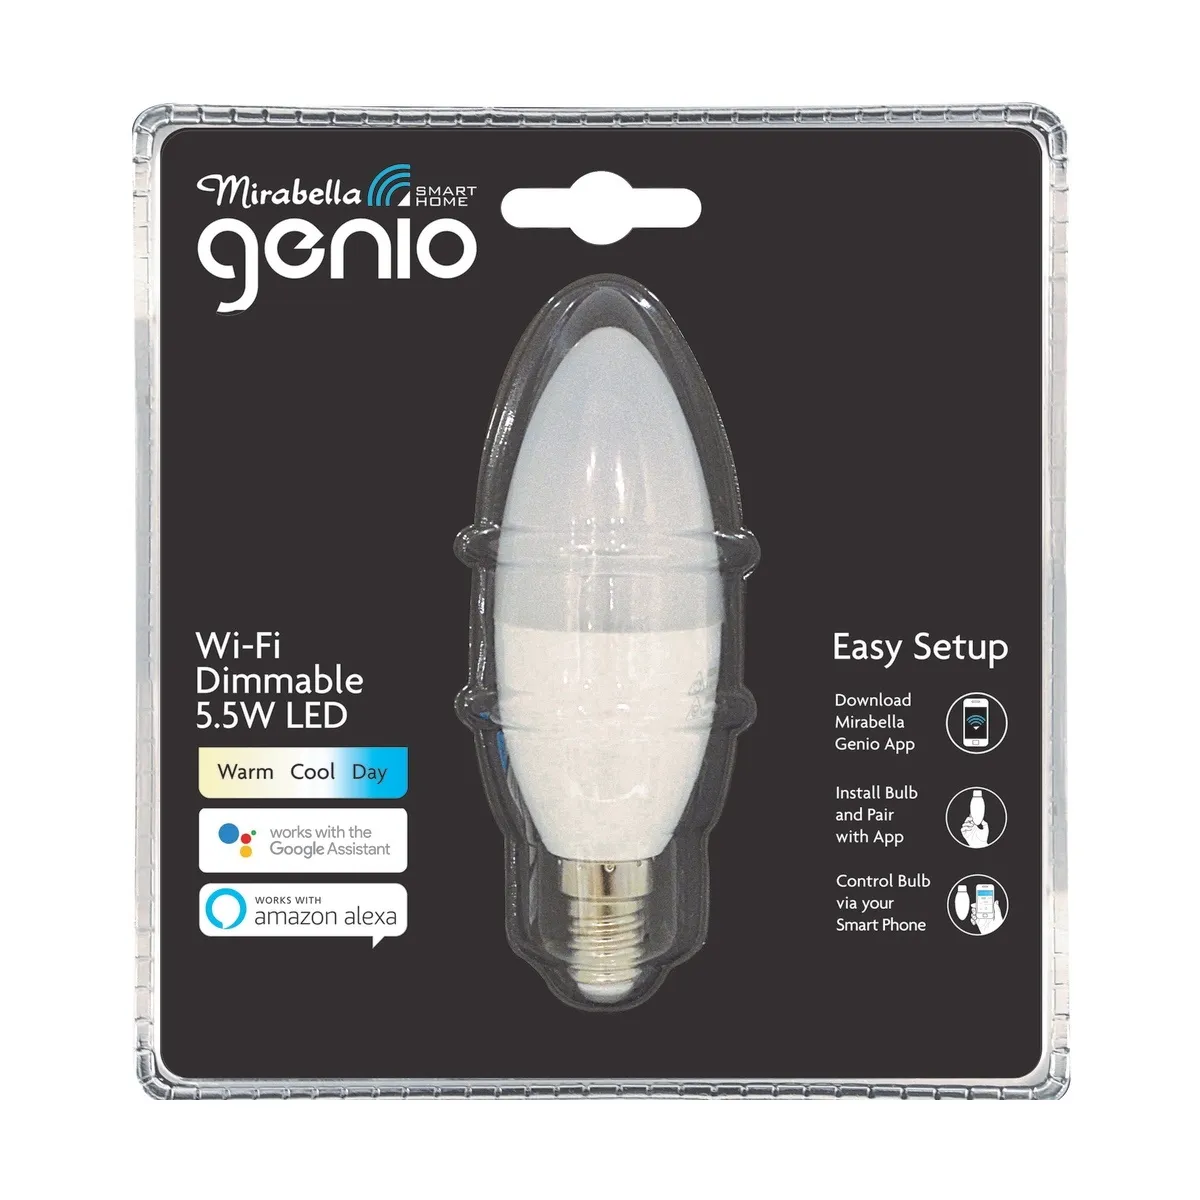 Mirabella
SMART
HOME
genio
Wi-Fi
Dimmable
5.5W LED
Warm Cool Day
works with the
Google Assistant
WORKS WITH
amazon alexa
Easy Setup
Download
Mirabella
Genio App
Install Bulb
and Pair
with App
Control Bulb
via your
Smart Phone